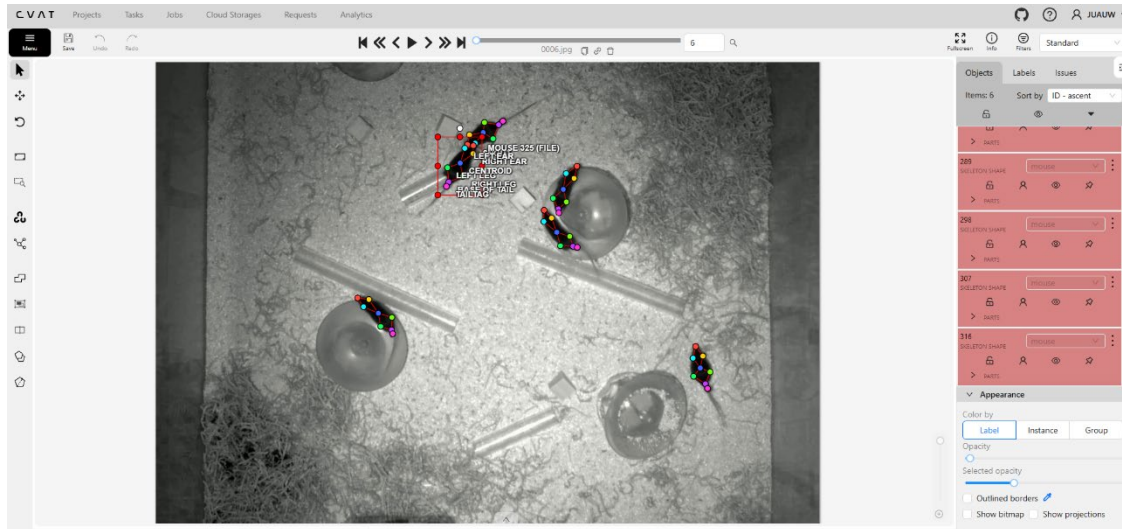 CVAT Projects Tasks Jobs Cloud Storages Requests Analytics JUAUW
Menu Save Undo Redo 0006.jpg 6 Fullscreen Info Filters Standard
Objects Labels Issues
Items: 6 Sort by ID - ascent
PARTS
289 mouse
SKELETON SHAPE
PARTS
298 mouse
SKELETON SHAPE
PARTS
307 mouse
SKELETON SHAPE
PARTS
316 mouse
SKELETON SHAPE
PARTS
Appearance
Color by
Label Instance Group
Opacity
Selected opacity
Outlined borders
Show bitmap Show projections
MOUSE 325 (FILE)
LEFT EAR
RIGHT EAR
CENTROID
LEFT LEG
RIGHT LEG
BASE OF TAIL
TAILTAG